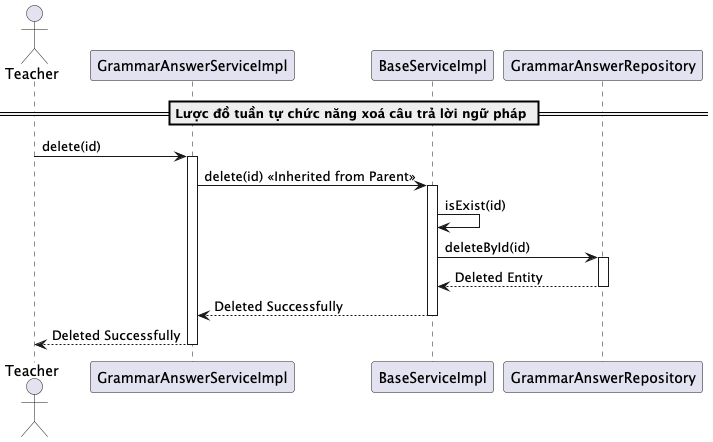 Teacher
GrammarAnswerServiceImpl
BaseServiceImpl
GrammarAnswerRepository
Lược đồ tuần tự chức năng xoá câu trả lời ngữ pháp
delete(id)
delete(id) «Inherited from Parent»
isExist(id)
deleteById(id)
Deleted Entity
Deleted Successfully
Deleted Successfully
Teacher
GrammarAnswerServiceImpl
BaseServiceImpl
GrammarAnswerRepository